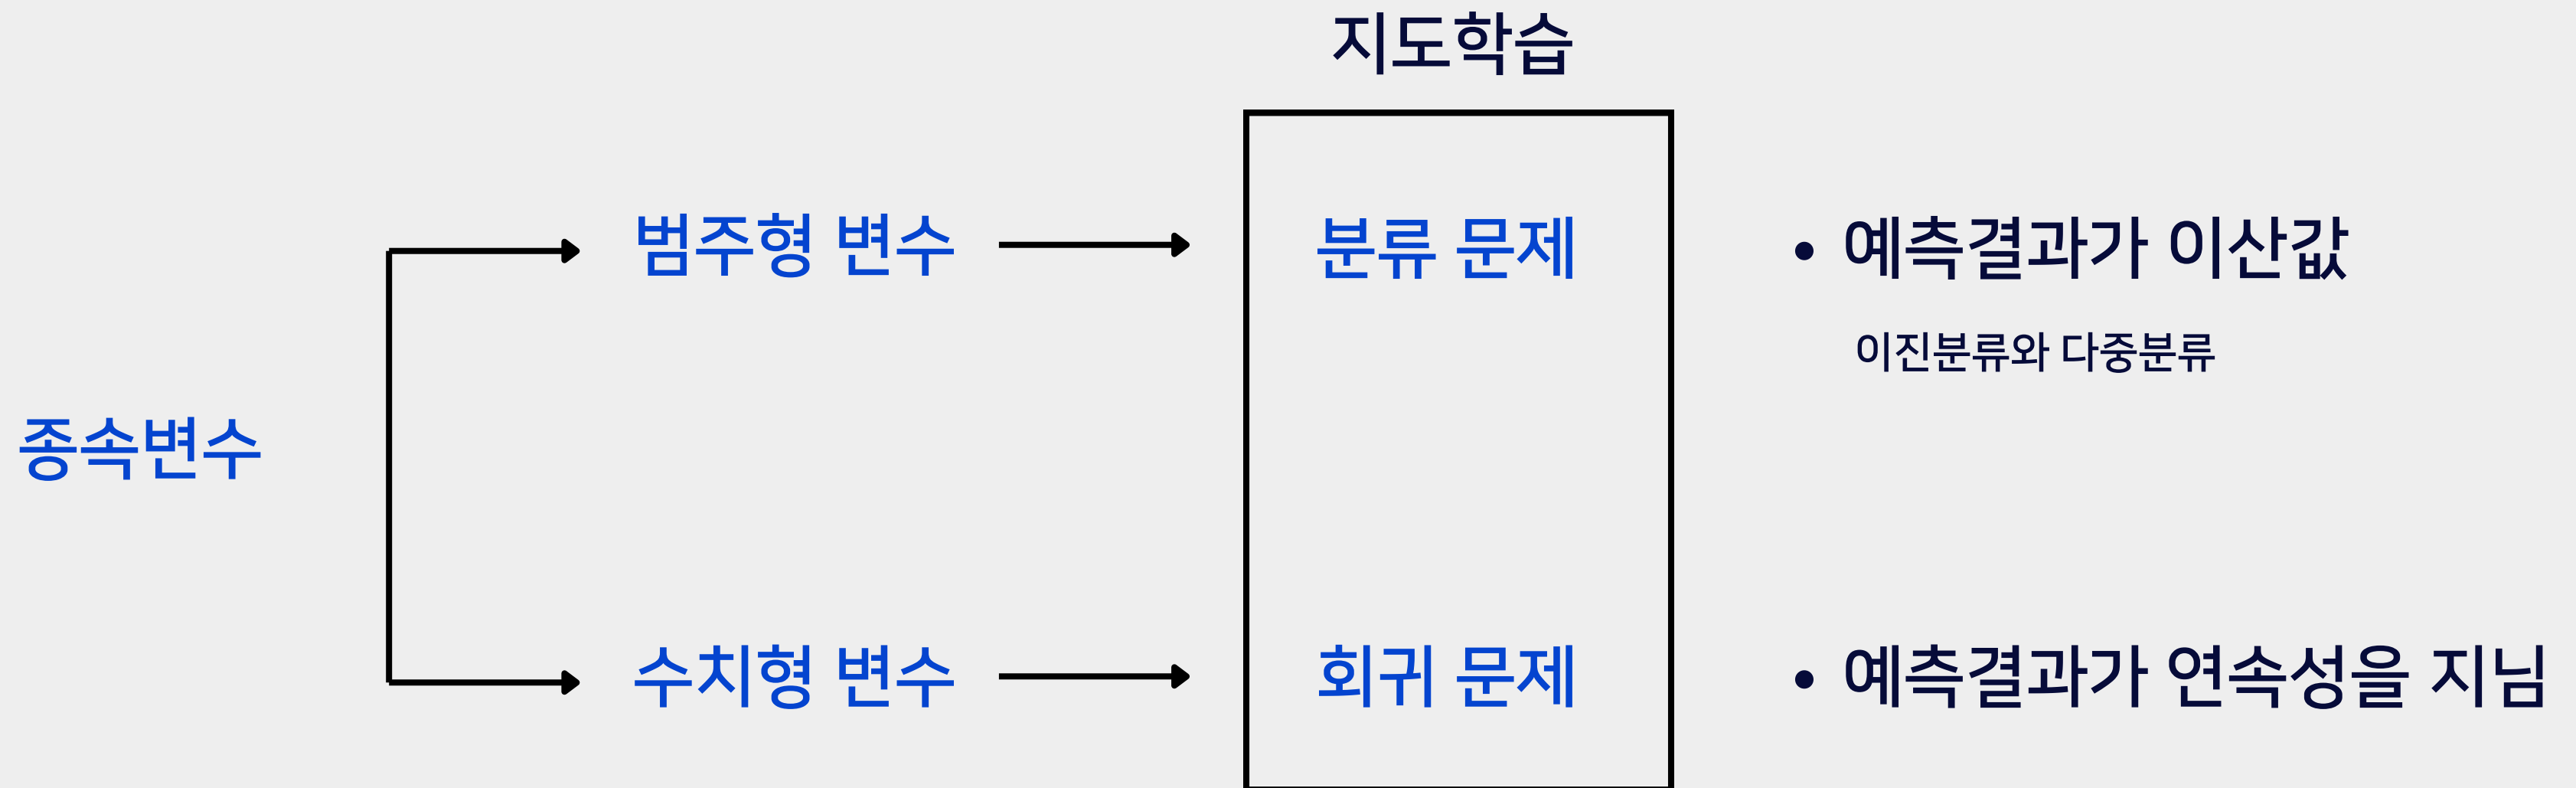 지도학습
범주형 변수
분류 문제
• 예측결과가 이산값
이진분류와 다중분류
종속변수
수치형 변수
회귀 문제
• 예측결과가 연속성을 지님